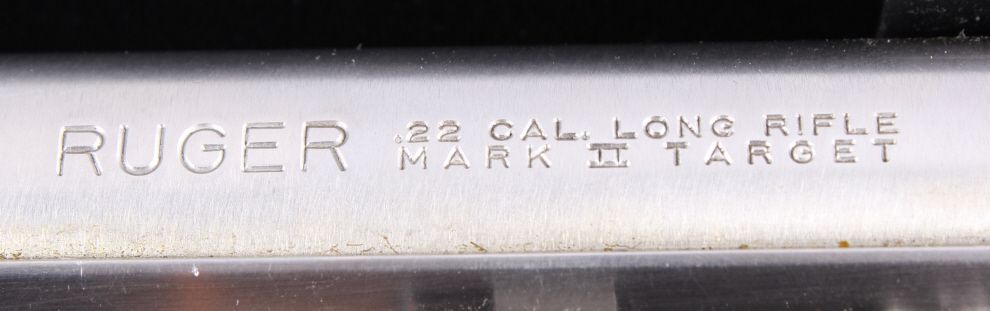 RUGER
.22 CAL. LONG RIFLE
MARK II TARGET